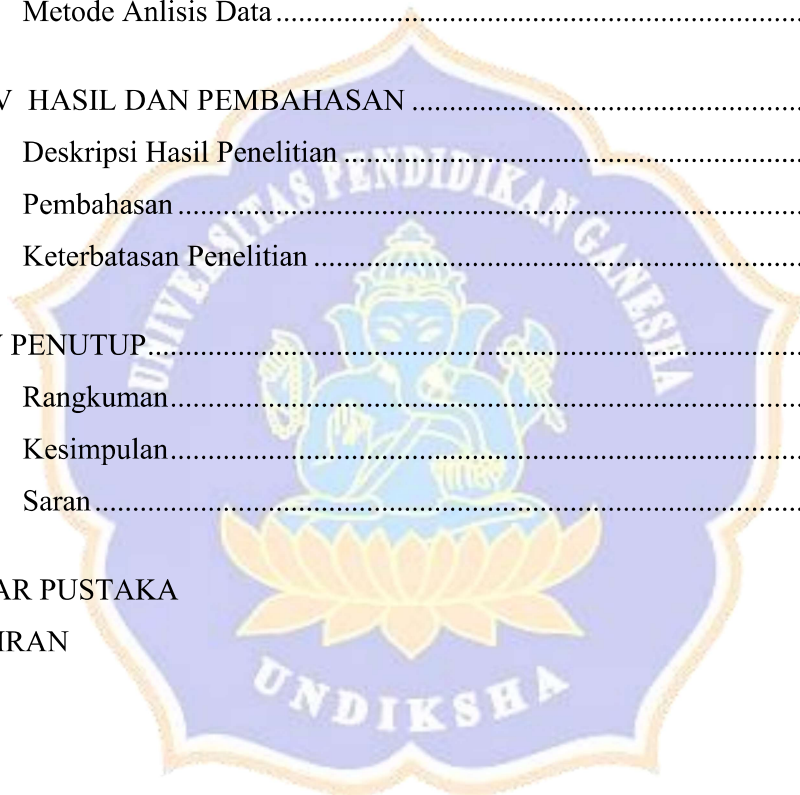 Metode Anlisis Data
V HASIL DAN PEMBAHASAN
Deskripsi Hasil Penelitian
Pembahasan
Keterbatasan Penelitian
PENUTUP
Rangkuman
Kesimpulan
Saran
AR PUSTAKA
IRAN
UNIVERSITAS PENDIDIKAN GANESHA
UNDIKSHA